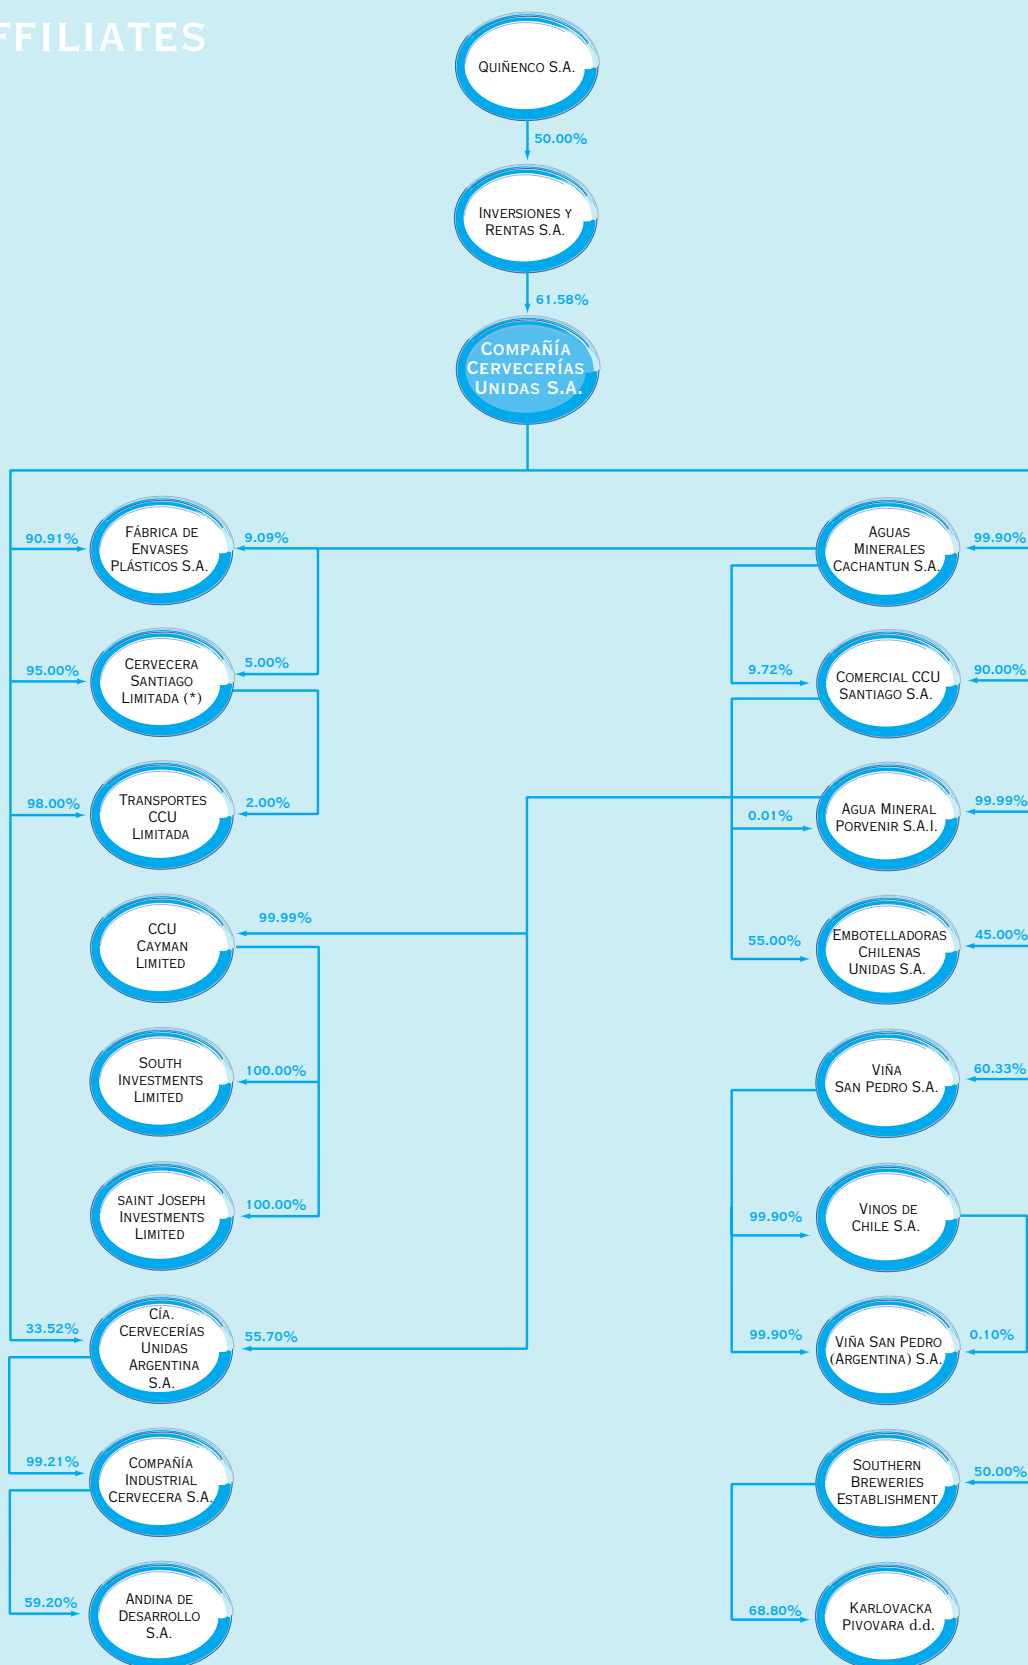 FFILIATES
QUIÑENCO S.A.
50.00%
INVERSIONES Y
RENTAS S.A.
61.58%
COMPAÑÍA
CERVECERÍAS
UNIDAS S.A.
90.91%
FÁBRICA DE
ENVASES
PLÁSTICOS S.A.
9.09%
AGUAS
MINERALES
CACHANTUN S.A.
99.90%
95.00%
CERVECERA
SANTIAGO
LIMITADA (*)
5.00%
9.72%
COMERCIAL CCU
SANTIAGO S.A.
90.00%
98.00%
TRANSPORTES
CCU
LIMITADA
2.00%
0.01%
AGUA MINERAL
PORVENIR S.A.I.
99.99%
CCU
CAYMAN
LIMITED
99.99%
55.00%
EMBOTELLADORAS
CHILENAS
UNIDAS S.A.
45.00%
SOUTH
INVESTMENTS
LIMITED
100.00%
VIÑA
SAN PEDRO S.A.
60.33%
SAINT JOSEPH
INVESTMENTS
LIMITED
100.00%
99.90%
VINOS DE
CHILE S.A.
33.52%
CÍA.
CERVECERÍAS
UNIDAS
ARGENTINA
S.A.
55.70%
99.90%
VIÑA SAN PEDRO
(ARGENTINA) S.A.
0.10%
99.21%
COMPAÑÍA
INDUSTRIAL
CERVECERA S.A.
SOUTHERN
BREWERIES
ESTABLISHMENT
50.00%
59.20%
ANDINA DE
DESARROLLO
S.A.
68.80%
KARLOVACKA
PIVOVARA d.d.